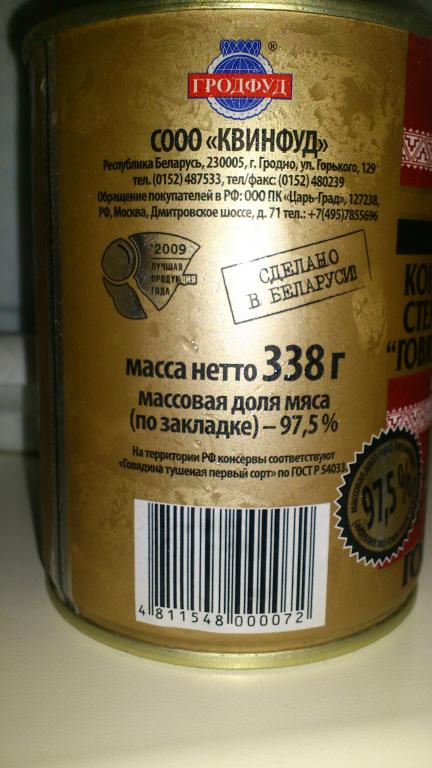 ®
ГРОДФУД
СООО «КВИНФУД»
Республика Беларусь, 230005, г. Гродно, ул. Горького, 129
тел. (0152) 487533, тел/факс: (0152) 480239
Обращение покупателей в РФ: ООО ПК «Царь-Град», 127238,
РФ, Москва, Дмитровское шоссе, д. 71 тел.: +7(495)7855696
'2009
ЛУЧШАЯ
ПРОДУКЦИЯ
ГОДА
СДЕЛАНО
В БЕЛАРУСИ!
масса нетто 338 г
массовая доля мяса
(по закладке) – 97,5 %
На территории РФ консервы соответствуют
«Говядина тушеная первый сорт» по ГОСТ Р 54033
4 811548 000072
КОН
СТЕ
"ГОВЯ
97,5 %
ГО